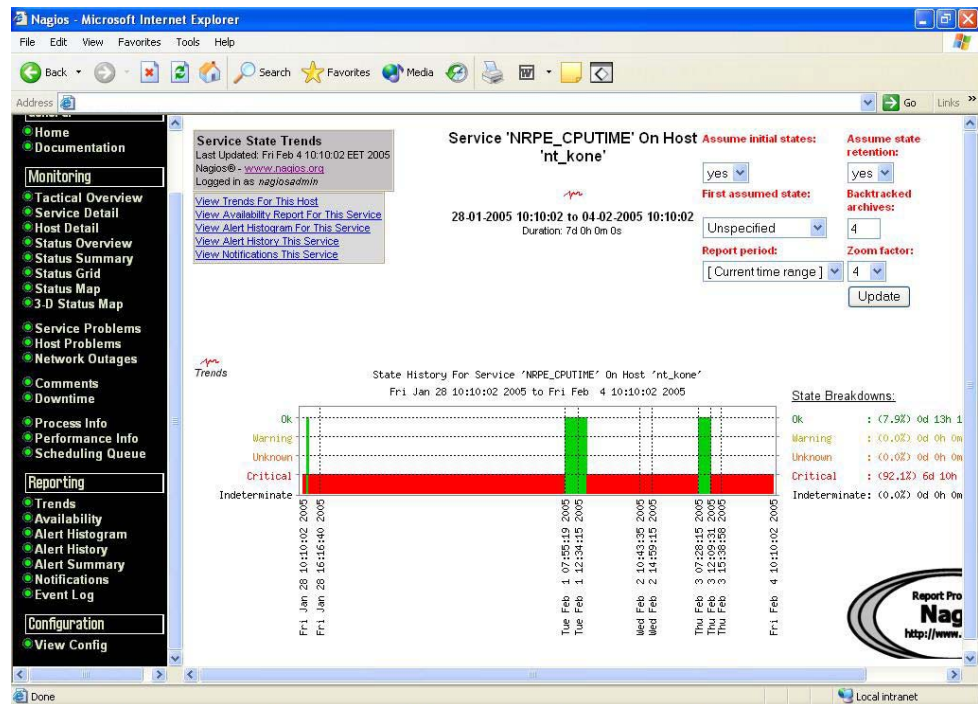 Nagios - Microsoft Internet Explorer
File Edit View Favorites Tools Help
Back Search Favorites Media
Address Go Links »
Home
Documentation
Monitoring
Tactical Overview
Service Detail
Host Detail
Status Overview
Status Summary
Status Grid
Status Map
3-D Status Map
Service Problems
Host Problems
Network Outages
Comments
Downtime
Process Info
Performance Info
Scheduling Queue
Reporting
Trends
Availability
Alert Histogram
Alert History
Alert Summary
Notifications
Event Log
Configuration
View Config
Service State Trends
Last Updated: Fri Feb 4 10:10:02 EET 2005
Nagios® - www.nagios.org
Logged in as nagiosadmin
View Trends For This Host
View Availability Report For This Service
View Alert Histogram For This Service
View Alert History This Service
View Notifications This Service
Service 'NRPE_CPUTIME' On Host
'nt_kone'
28-01-2005 10:10:02 to 04-02-2005 10:10:02
Duration: 7d 0h 0m 0s
Assume initial states:
yes
First assumed state:
Unspecified
Report period:
[ Current time range ]
Assume state
retention:
yes
Backtracked
archives:
4
Zoom factor:
4
Update
Trends
State History For Service 'NRPE_CPUTIME' On Host 'nt_kone'
Fri Jan 28 10:10:02 2005 to Fri Feb 4 10:10:02 2005
Ok
Warning
Unknown
Critical
Indeterminate
Fri Jan 28 10:10:02 2005
Fri Jan 28 16:16:40 2005
Tue Feb 1 07:55:19 2005
Tue Feb 1 12:34:15 2005
Wed Feb 2 10:43:35 2005
Wed Feb 2 14:59:15 2005
Thu Feb 3 07:28:15 2005
Thu Feb 3 12:09:31 2005
Thu Feb 3 15:38:58 2005
Fri Feb 4 10:10:02 2005
State Breakdowns:
Ok : (7.9%) 0d 13h 1
Warning : (0.0%) 0d 0h 0m
Unknown : (0.0%) 0d 0h 0m
Critical : (92.1%) 6d 10h
Indeterminate: (0.0%) 0d 0h 0m
Report Pro
Nag
http://www.
Done
Local intranet